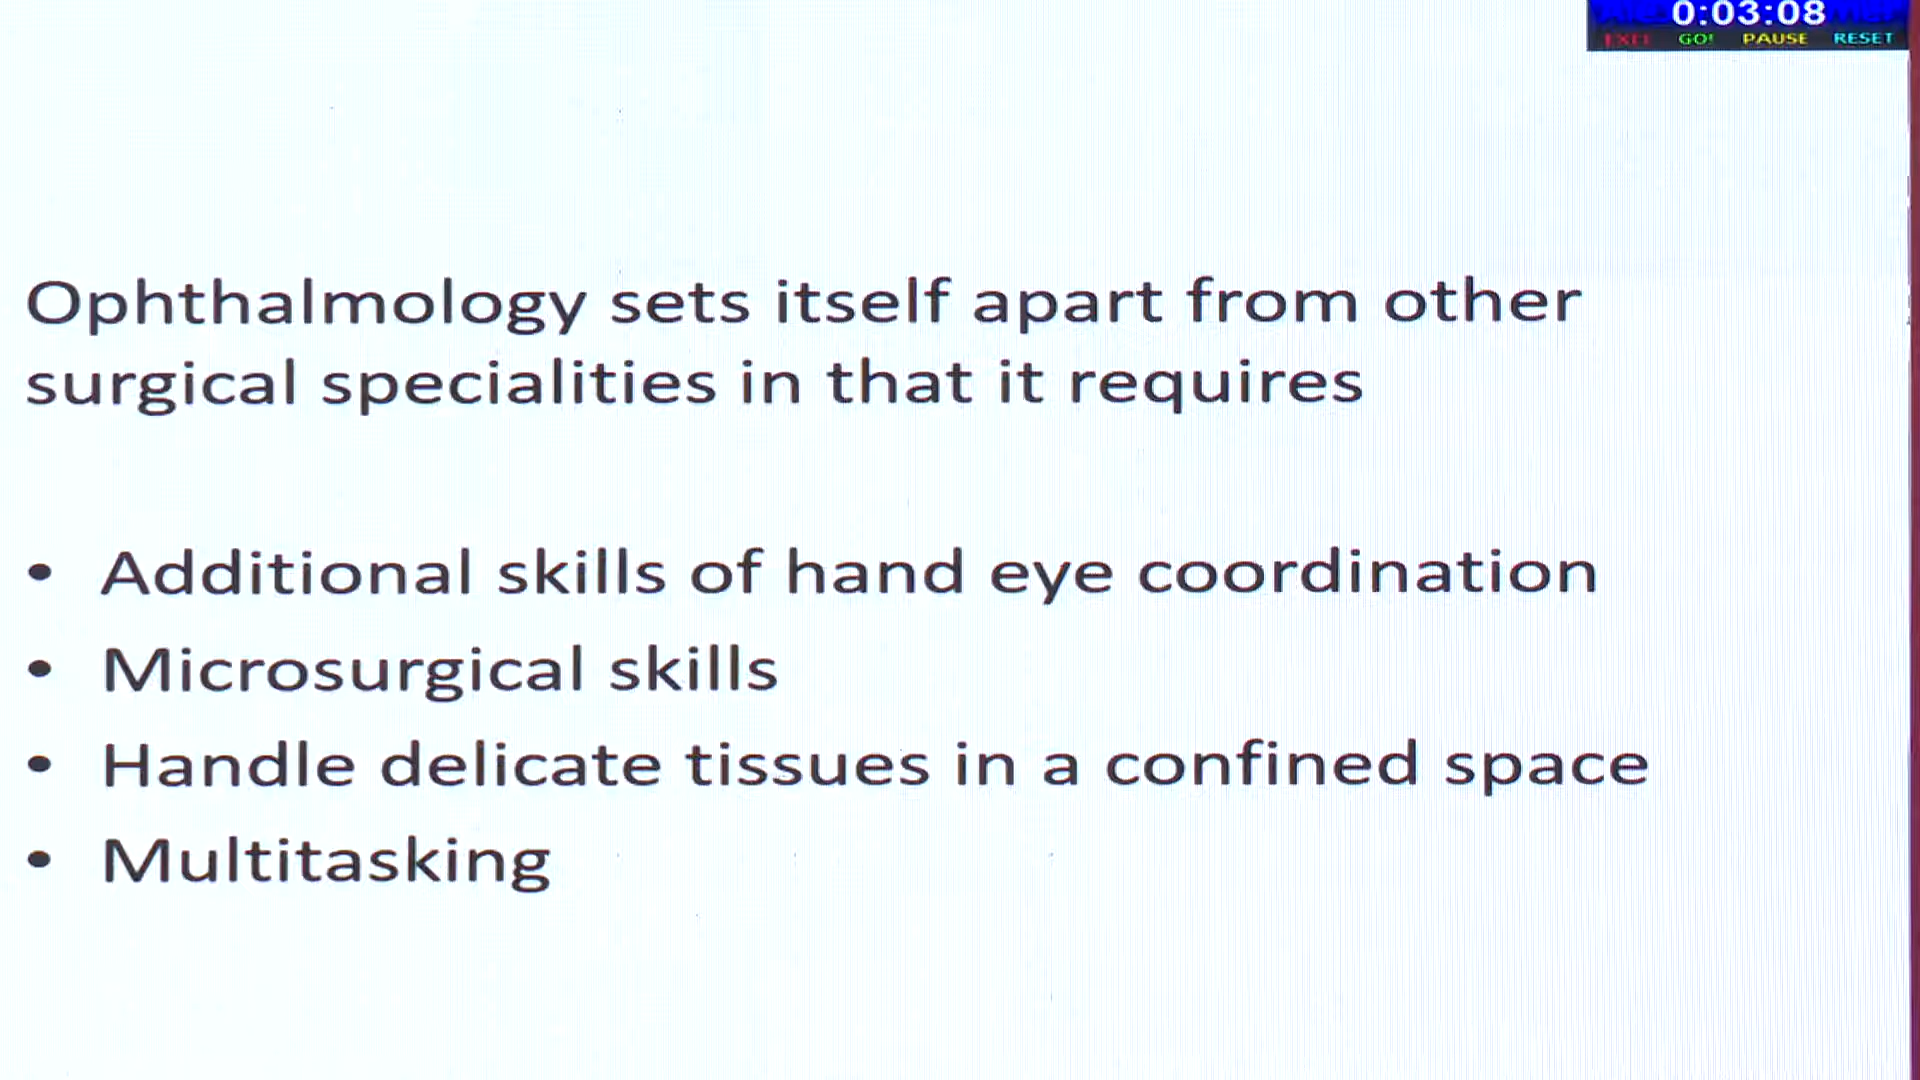 0:03:08
EXIT GO! PAUSE RESET
Ophthalmology sets itself apart from other
surgical specialities in that it requires
• Additional skills of hand eye coordination
• Microsurgical skills
• Handle delicate tissues in a confined space
• Multitasking